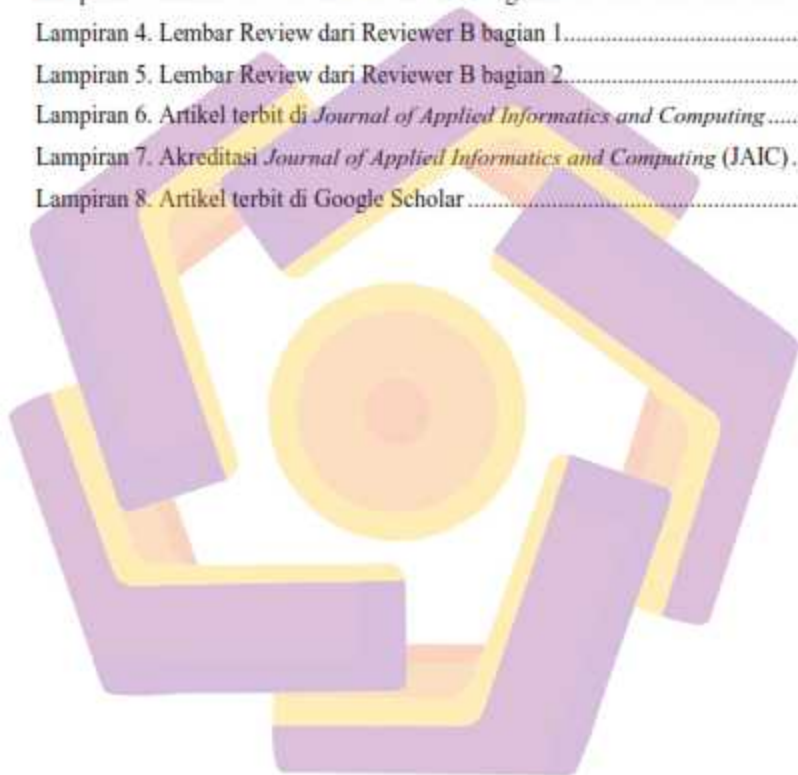 Lampiran 4. Lembar Review dari Reviewer B bagian 1.......................................
Lampiran 5. Lembar Review dari Reviewer B bagian 2.......................................
Lampiran 6. Artikel terbit di Journal of Applied Informatics and Computing.....
Lampiran 7. Akreditasi Journal of Applied Informatics and Computing (JAIC).
Lampiran 8. Artikel terbit di Google Scholar.......................................................